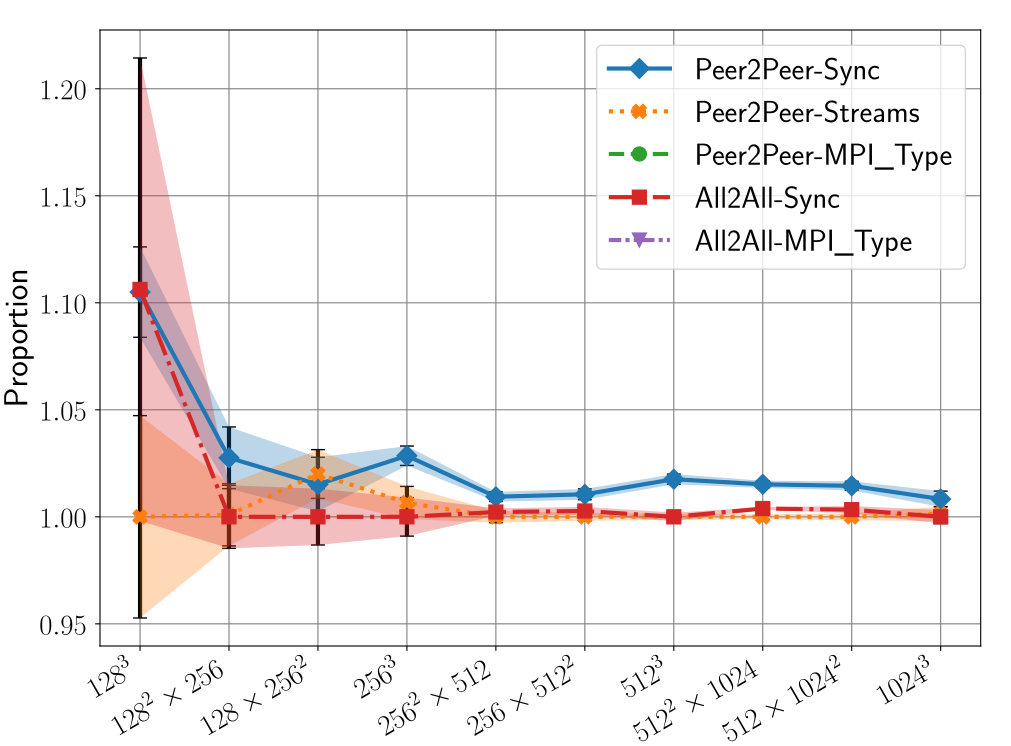 Peer2Peer-Sync
Peer2Peer-Streams
Peer2Peer-MPI_Type
All2All-Sync
All2All-MPI_Type
Proportion
1.20
1.15
1.10
1.05
1.00
0.95
128³
128² × 256
128 × 256²
256³
256² × 512
256 × 512²
512³
512² × 1024
512 × 1024²
1024³